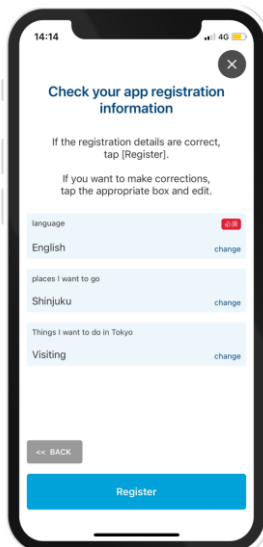 14:14
4G
Check your app registration
information
If the registration details are correct,
tap [Register].
If you want to make corrections,
tap the appropriate box and edit.
language
必須
English
change
places I want to go
Shinjuku
change
Things I want to do in Tokyo
Visiting
change
<< BACK
Register